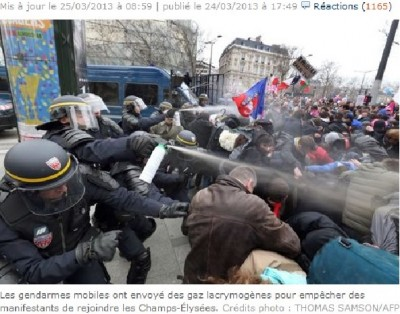 Mis à jour le 25/03/2013 à 08:59 | publié le 24/03/2013 à 17:49 Réactions (1165)
Les gendarmes mobiles ont envoyé des gaz lacrymogènes pour empêcher des
manifestants de rejoindre les Champs-Élysées. Crédits photo : THOMAS SAMSON/AFP